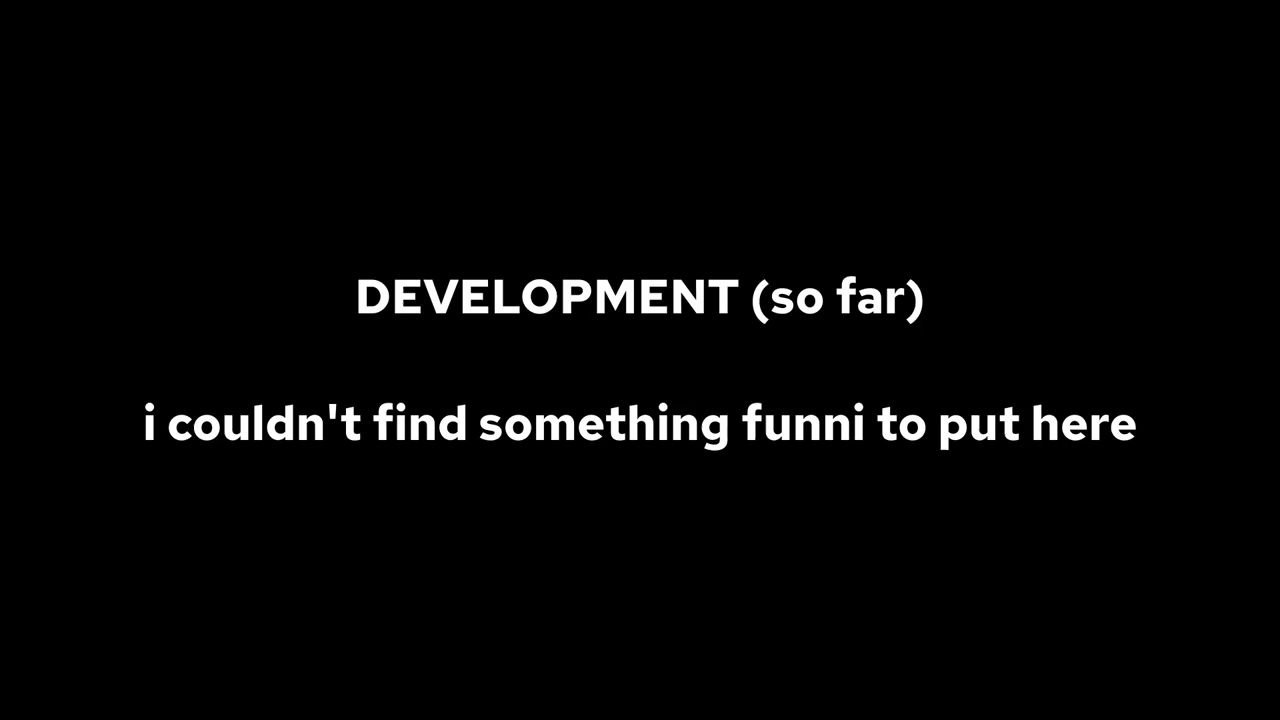 DEVELOPMENT (so far)
i couldn't find something funni to put here